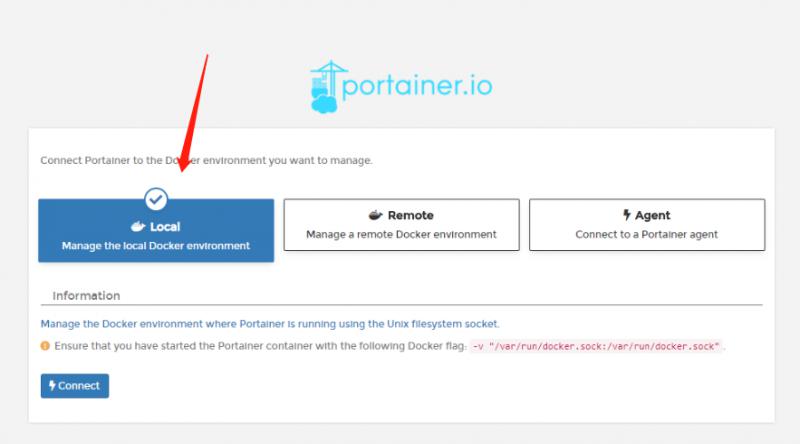 portainer.io
Connect Portainer to the Docker environment you want to manage.
Local
Manage the local Docker environment
Remote
Manage a remote Docker environment
Agent
Connect to a Portainer agent
Information
Manage the Docker environment where Portainer is running using the Unix filesystem socket.
Ensure that you have started the Portainer container with the following Docker flag: -v "/var/run/docker.sock:/var/run/docker.sock".
Connect